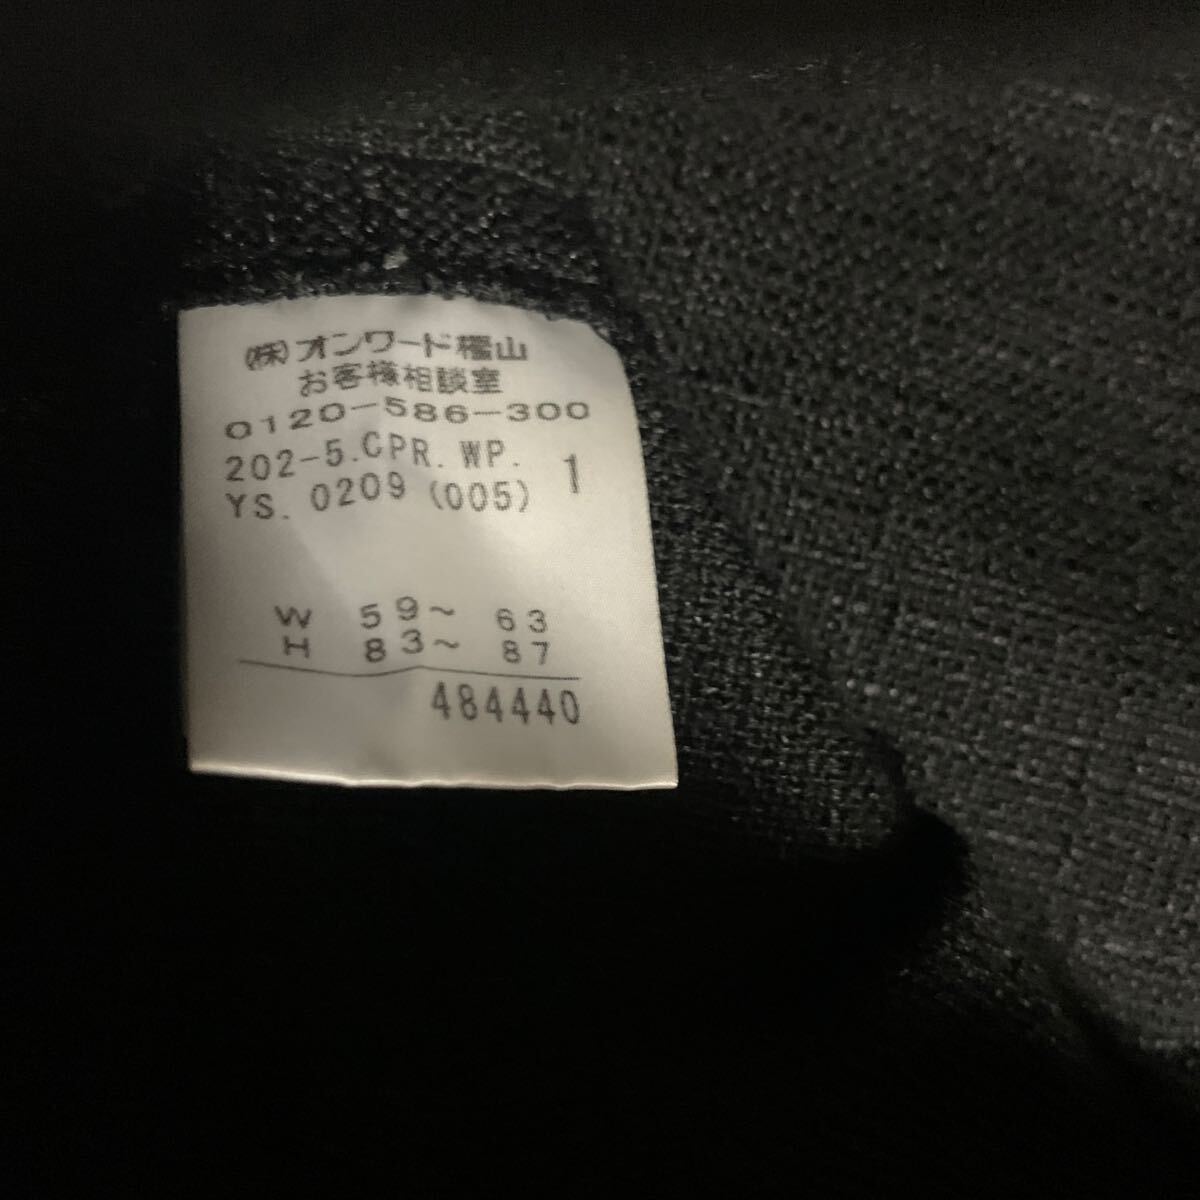 (株)オンワード樫山
お客様相談室
0120-586-300
202-5.CPR.WP. 1
YS. 0209 (005)
W 59~ 63
H 83~ 87
484440